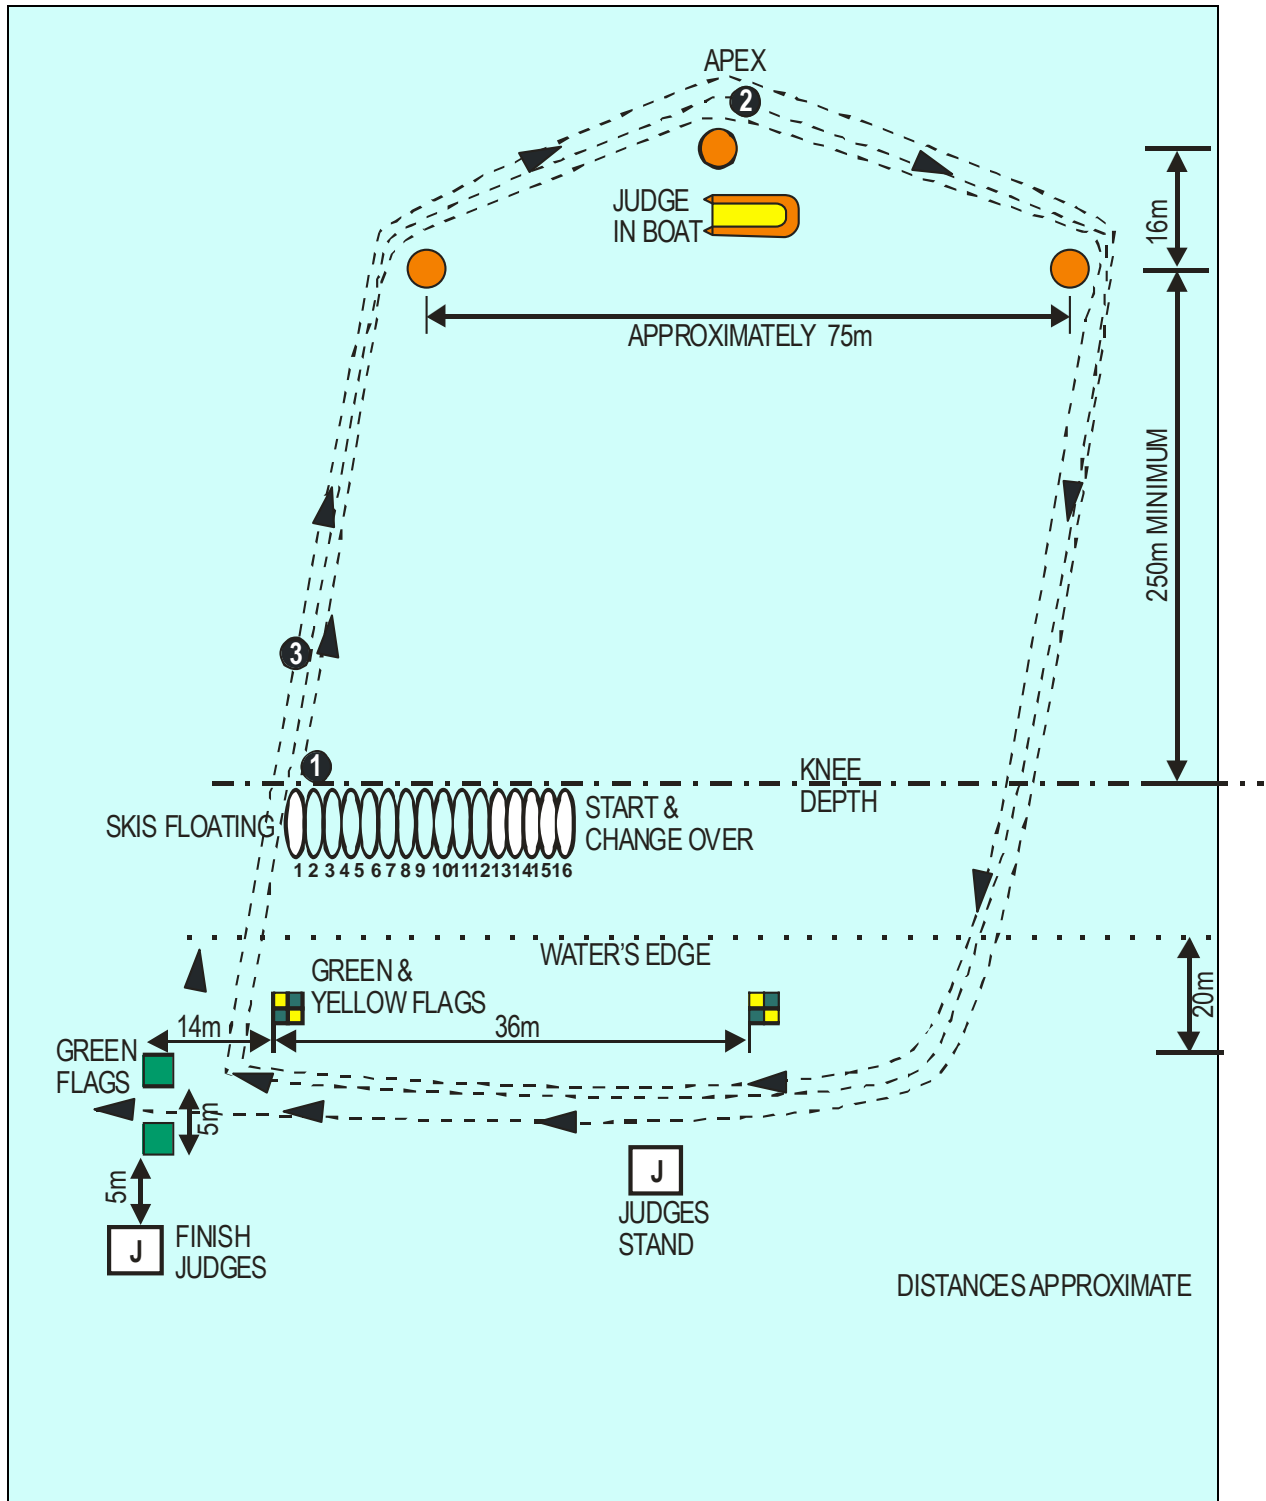 APEX
2
JUDGE
IN BOAT
16m
APPROXIMATELY 75m
250m MINIMUM
3
1
KNEE
DEPTH
SKIS FLOATING
START &
CHANGE OVER
1 2 3 4 5 6 7 8 9 10 11 12 13 14 15 16
WATER'S EDGE
GREEN &
YELLOW FLAGS
20m
14m
36m
GREEN
FLAGS
5m
5m
J
JUDGES
STAND
J
FINISH
JUDGES
DISTANCES APPROXIMATE